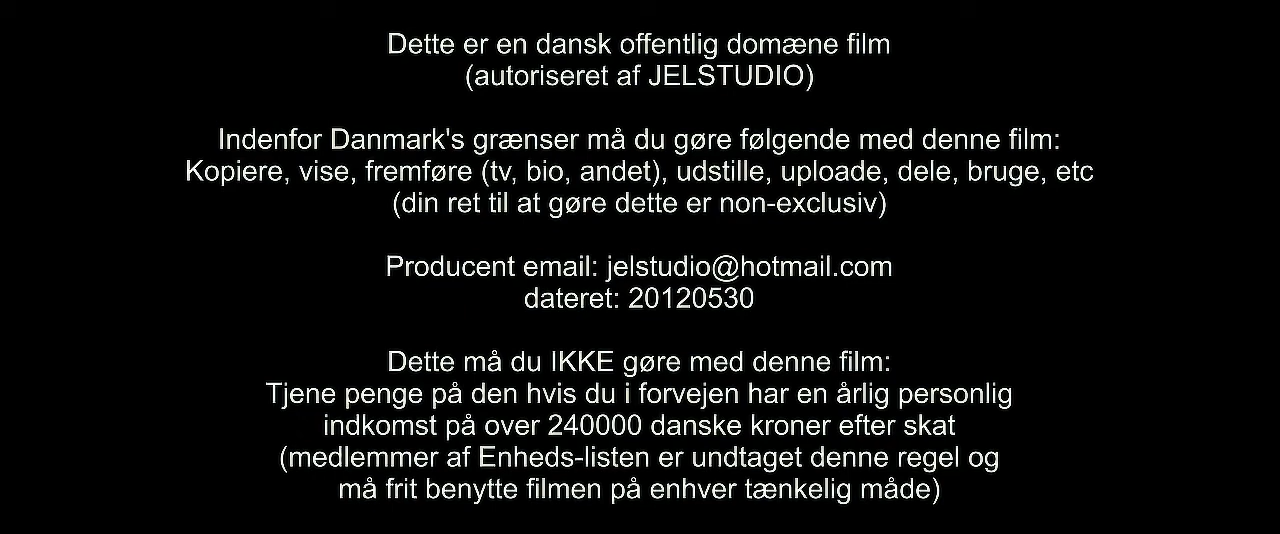 Dette er en dansk offentlig domæne film
(autoriseret af JELSTUDIO)
Indenfor Danmark's grænser må du gøre følgende med denne film:
Kopiere, vise, fremføre (tv, bio, andet), udstille, uploade, dele, bruge, etc
(din ret til at gøre dette er non-exclusiv)
Producent email: jelstudio@hotmail.com
dateret: 20120530
Dette må du IKKE gøre med denne film:
Tjene penge på den hvis du i forvejen har en årlig personlig
indkomst på over 240000 danske kroner efter skat
(medlemmer af Enheds-listen er undtaget denne regel og
må frit benytte filmen på enhver tænkelig måde)